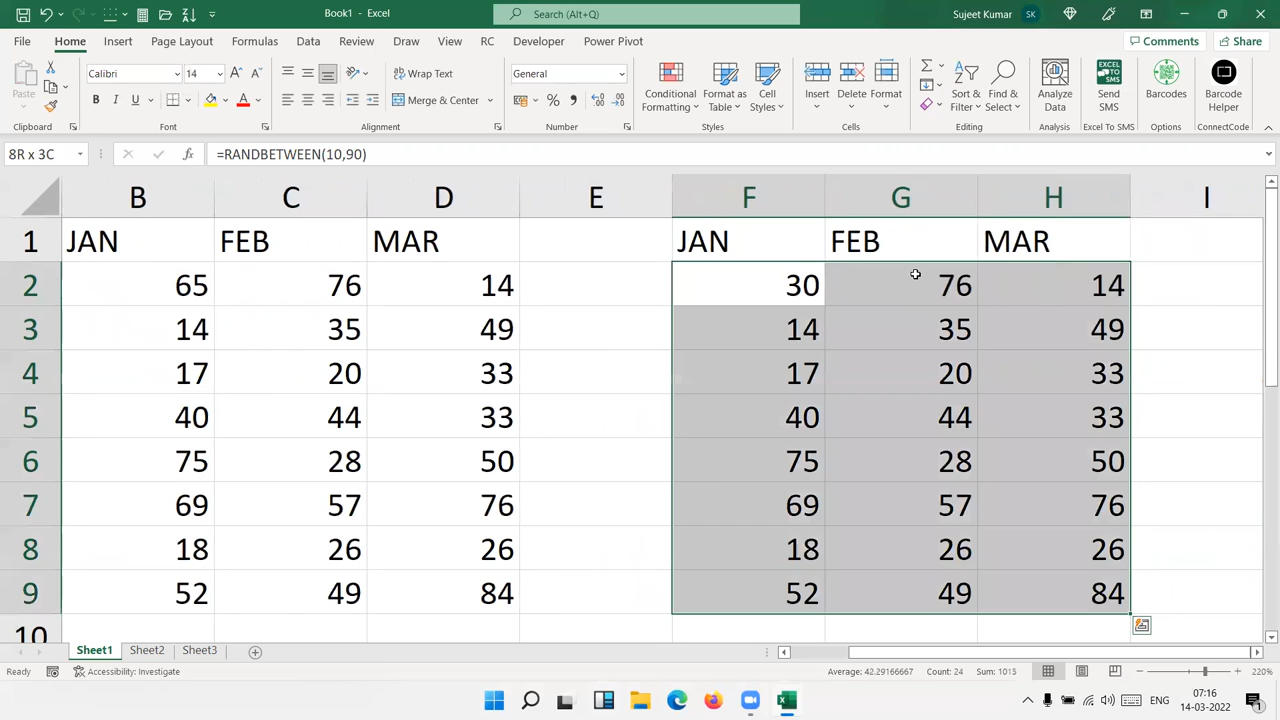 Book1 - Excel
Search (Alt+Q)
Sujeet Kumar
SK
File Home Insert Page Layout Formulas Data Review View RC Draw Developer Power Pivot
Comments Share
Paste
Calibri 14
B I U
Wrap Text
Merge & Center
General
Conditional Formatting
Format as Table
Cell Styles
Insert
Delete
Format
Sort & Filter
Find & Select
Analyze Data
Send SMS
Barcodes
Barcode Helper
Clipboard Font Alignment Number Styles Cells Editing Analysis Excel To SMS Options ConnectCode
8R x 3C fx =RANDBETWEEN(10,90)
B C D E F G H I
1 JAN FEB MAR JAN FEB MAR
2 65 76 14 30 76 14
3 14 35 49 14 35 49
4 17 20 33 17 20 33
5 40 44 33 40 44 33
6 75 28 50 75 28 50
7 69 57 76 69 57 76
8 18 26 26 18 26 26
9 52 49 84 52 49 84
10
Sheet1 Sheet2 Sheet3
Ready Accessibility: Investigate Average: 42.29166667 Count: 24 Sum: 1015 220%
ENG 07:16
14-03-2022
1